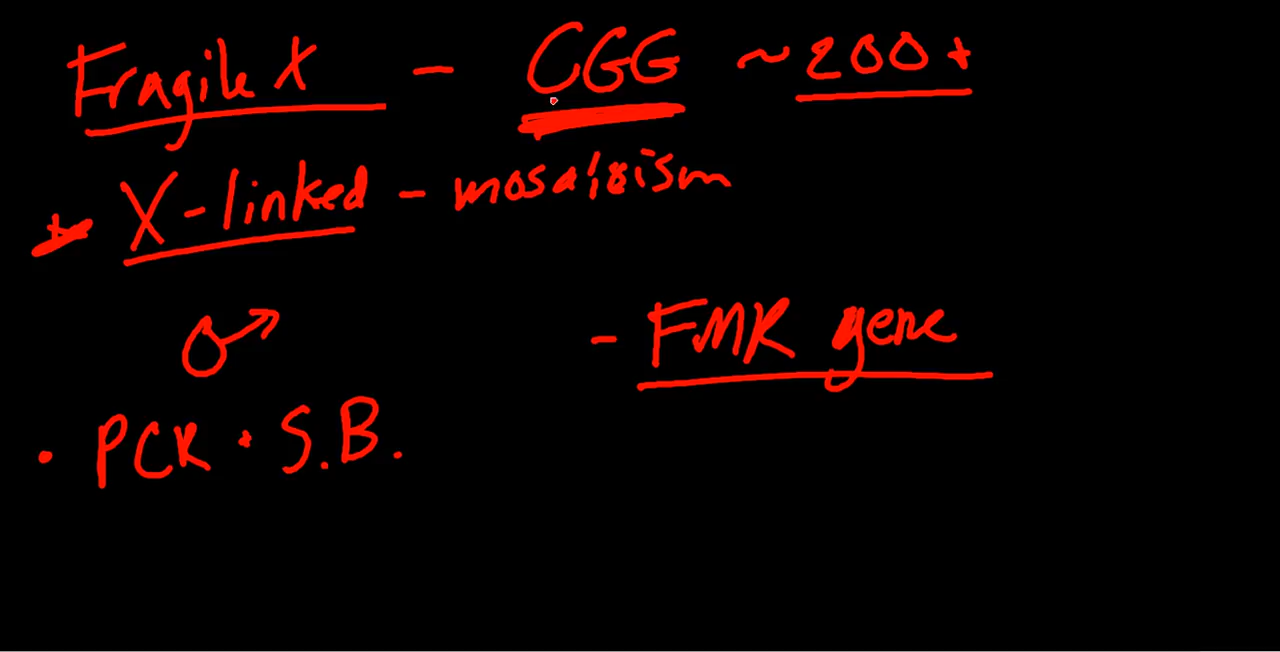 Fragile X - CGG ~200+
* X-linked - mosaicism
- FMR gene
• PCR • S.B.